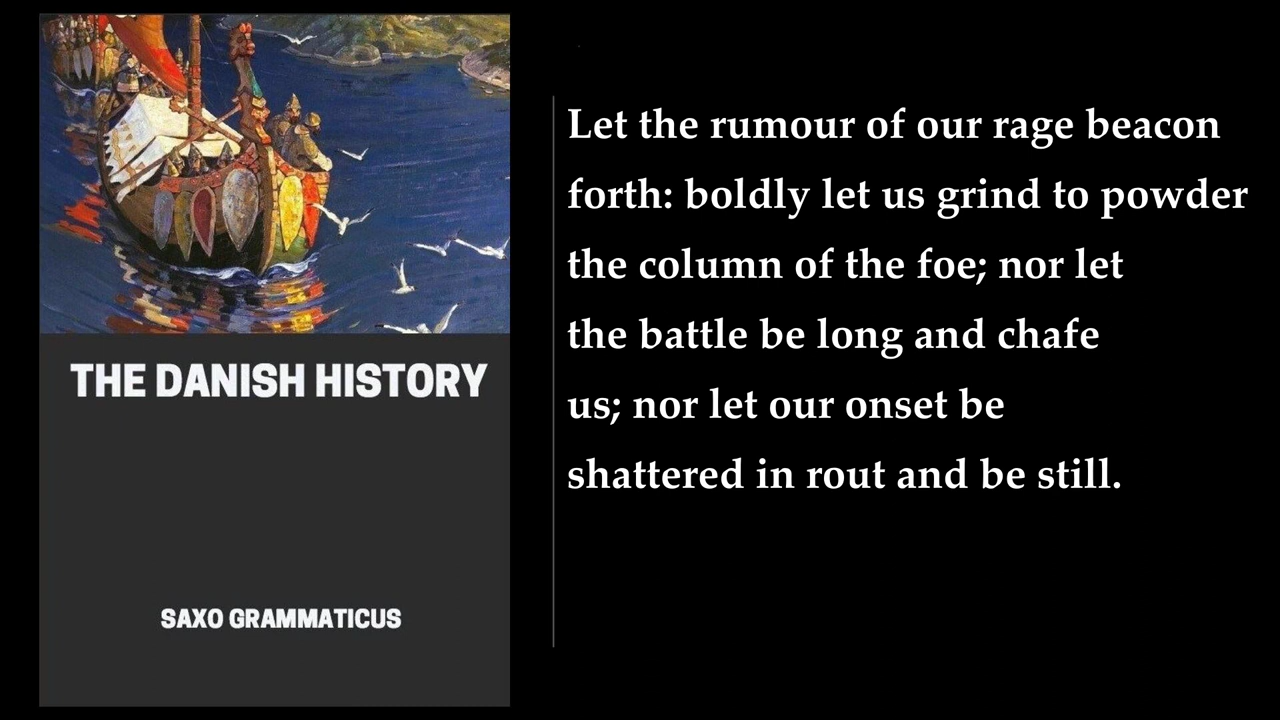 THE DANISH HISTORY
SAXO GRAMMATICUS
Let the rumour of our rage beacon
forth: boldly let us grind to powder
the column of the foe; nor let
the battle be long and chafe
us; nor let our onset be
shattered in rout and be still.